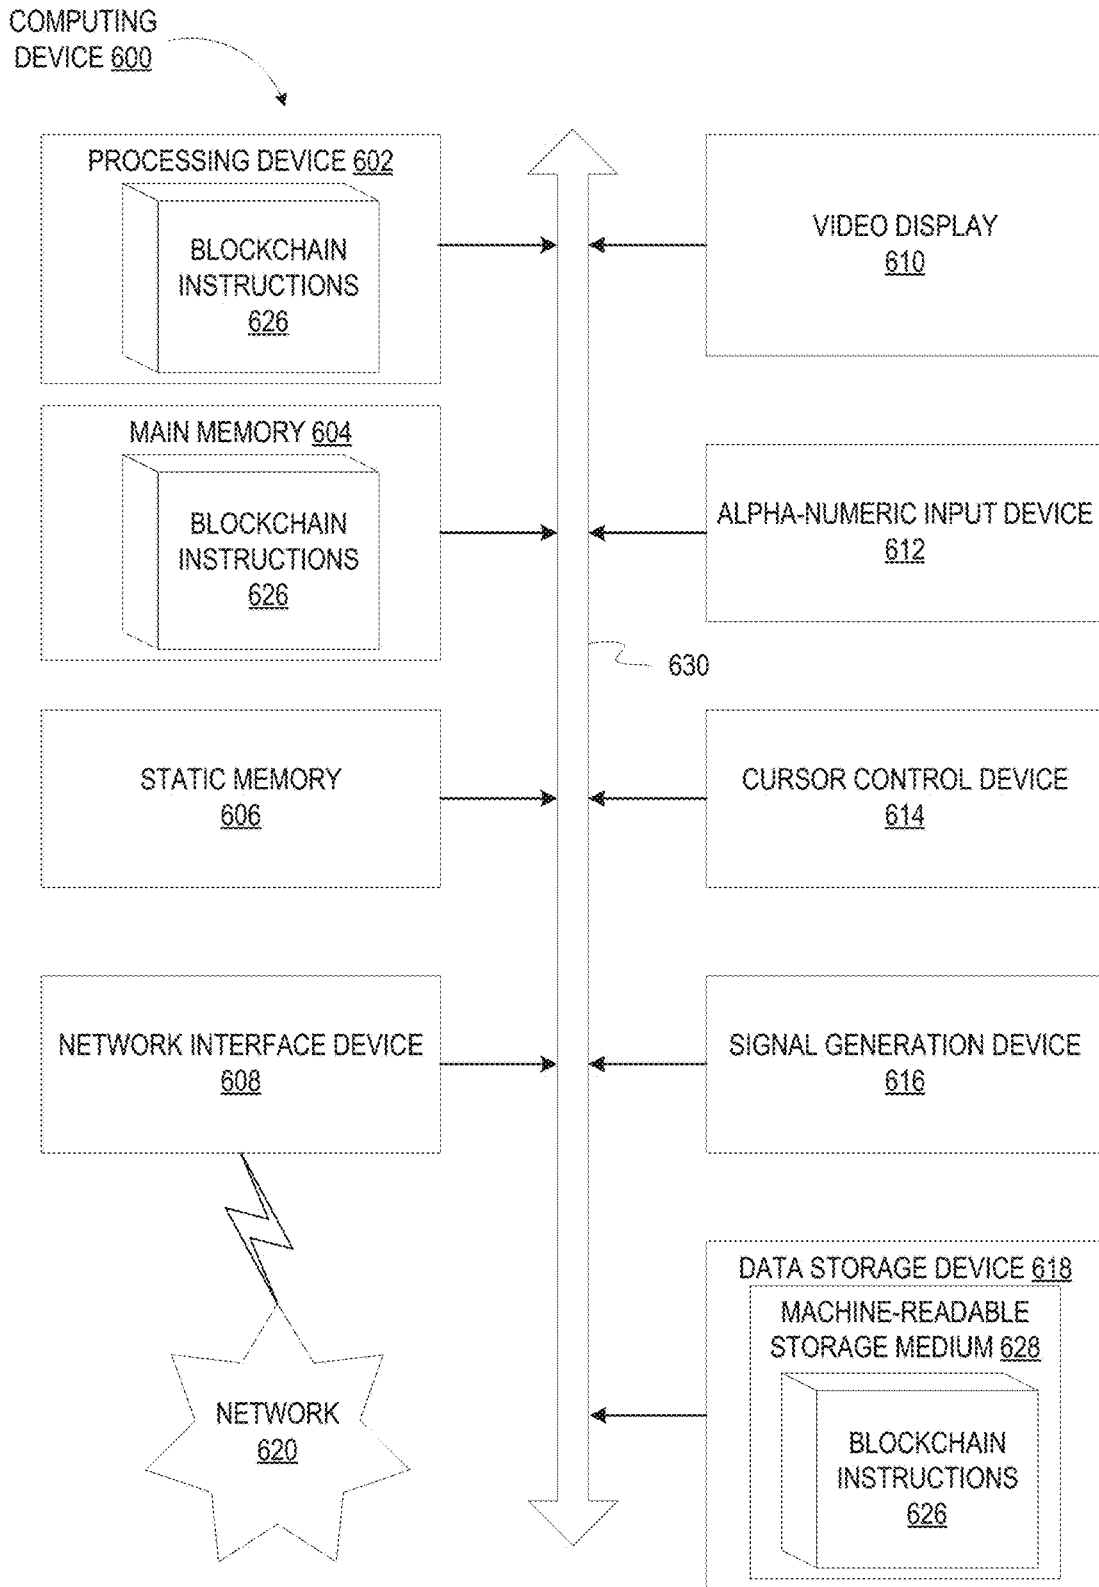 COMPUTING
DEVICE 600
PROCESSING DEVICE 602
BLOCKCHAIN
INSTRUCTIONS
626
VIDEO DISPLAY
610
MAIN MEMORY 604
BLOCKCHAIN
INSTRUCTIONS
626
ALPHA-NUMERIC INPUT DEVICE
612
630
STATIC MEMORY
606
CURSOR CONTROL DEVICE
614
NETWORK INTERFACE DEVICE
608
SIGNAL GENERATION DEVICE
616
NETWORK
620
DATA STORAGE DEVICE 618
MACHINE-READABLE
STORAGE MEDIUM 628
BLOCKCHAIN
INSTRUCTIONS
626